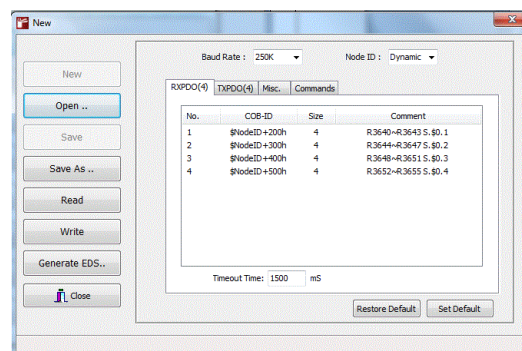 New
Baud Rate : 250K Node ID : Dynamic
New
Open ..
Save
Save As ..
Read
Write
Generate EDS..
Close
RXPDO(4) TXPDO(4) Misc. Commands
No. COB-ID Size Comment
1 $NodeID+200h 4 R3640~R3643 S.$0.1
2 $NodeID+300h 4 R3644~R3647 S.$0.2
3 $NodeID+400h 4 R3648~R3651 S.$0.3
4 $NodeID+500h 4 R3652~R3655 S.$0.4
Timeout Time: 1500 mS
Restore Default Set Default